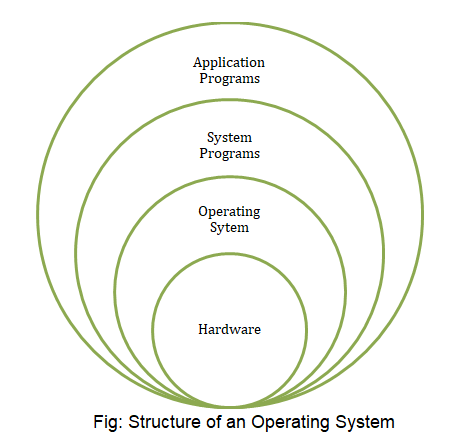 Application
Programs
System
Programs
Operating
Sytem
Hardware
Fig: Structure of an Operating System